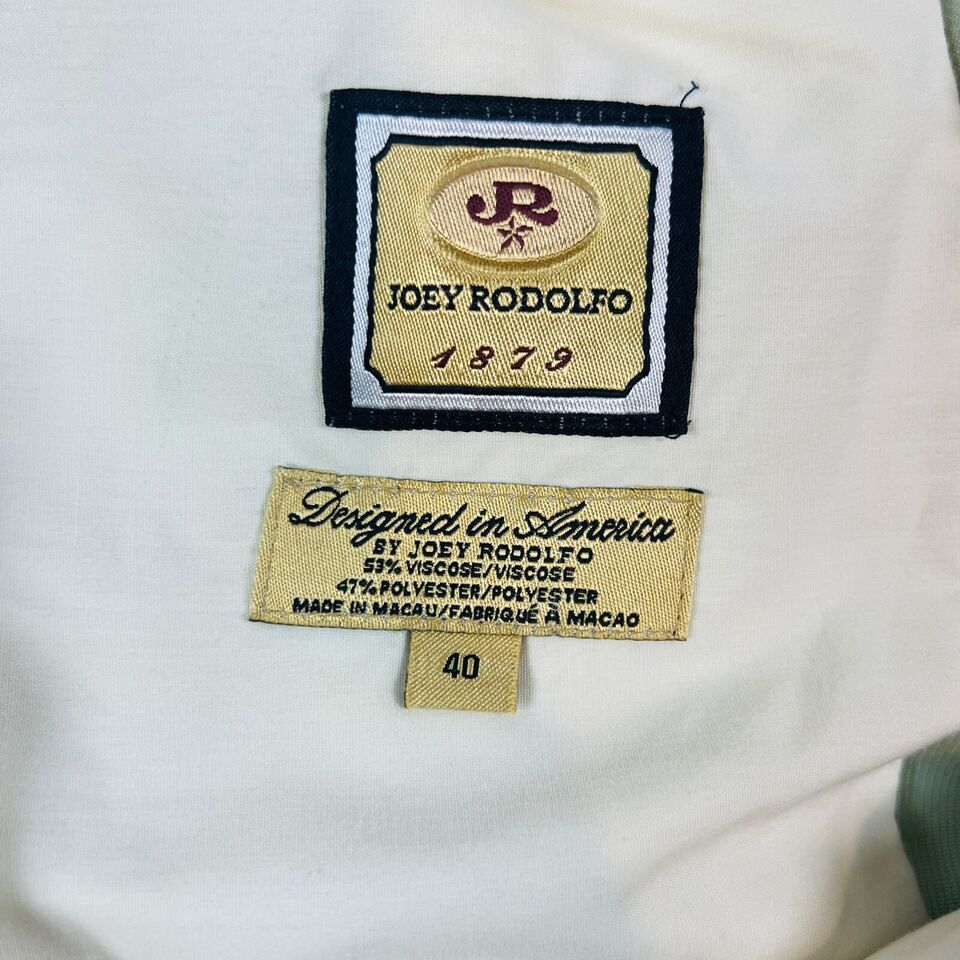 JR
JOEY RODOLFO
1879
Designed in America
BY JOEY RODOLFO
53% VISCOSE/VISCOSE
47% POLYESTER/POLYESTER
MADE IN MACAU/FABRIQUÉ À MACAO
40